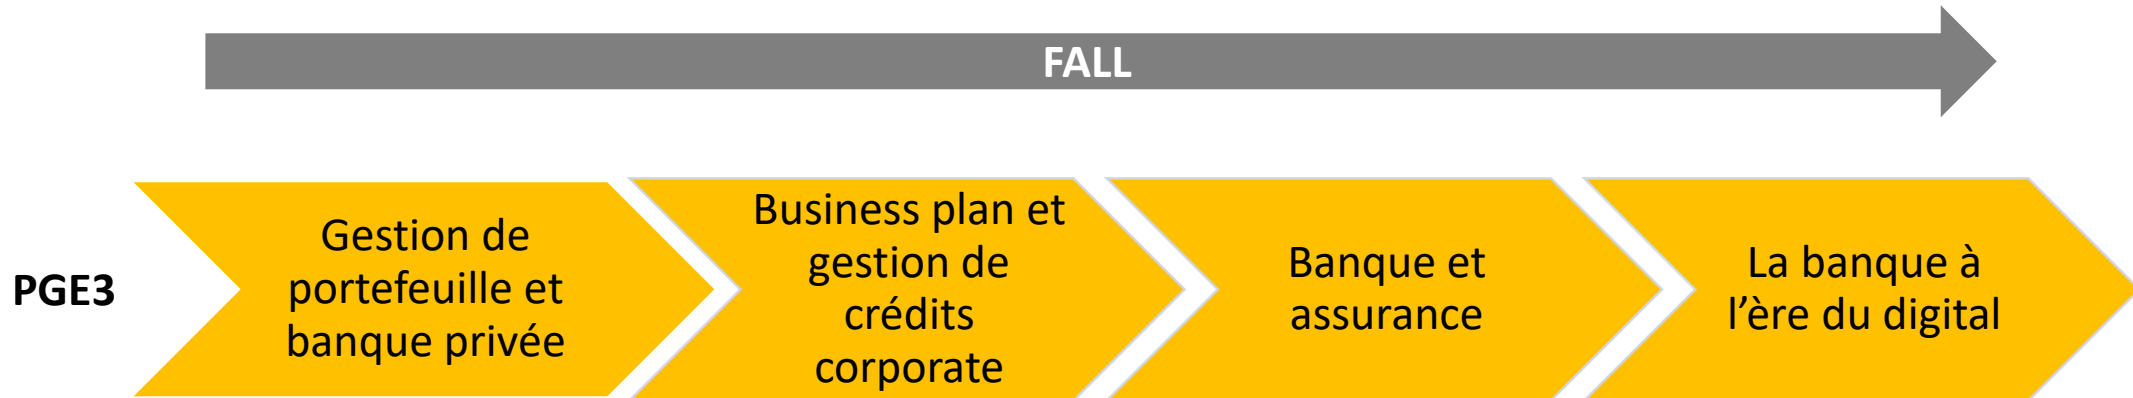 FALL
PGE3
Gestion de
portefeuille et
banque privée
Business plan et
gestion de
crédits
corporate
Banque et
assurance
La banque à
l’ère du digital